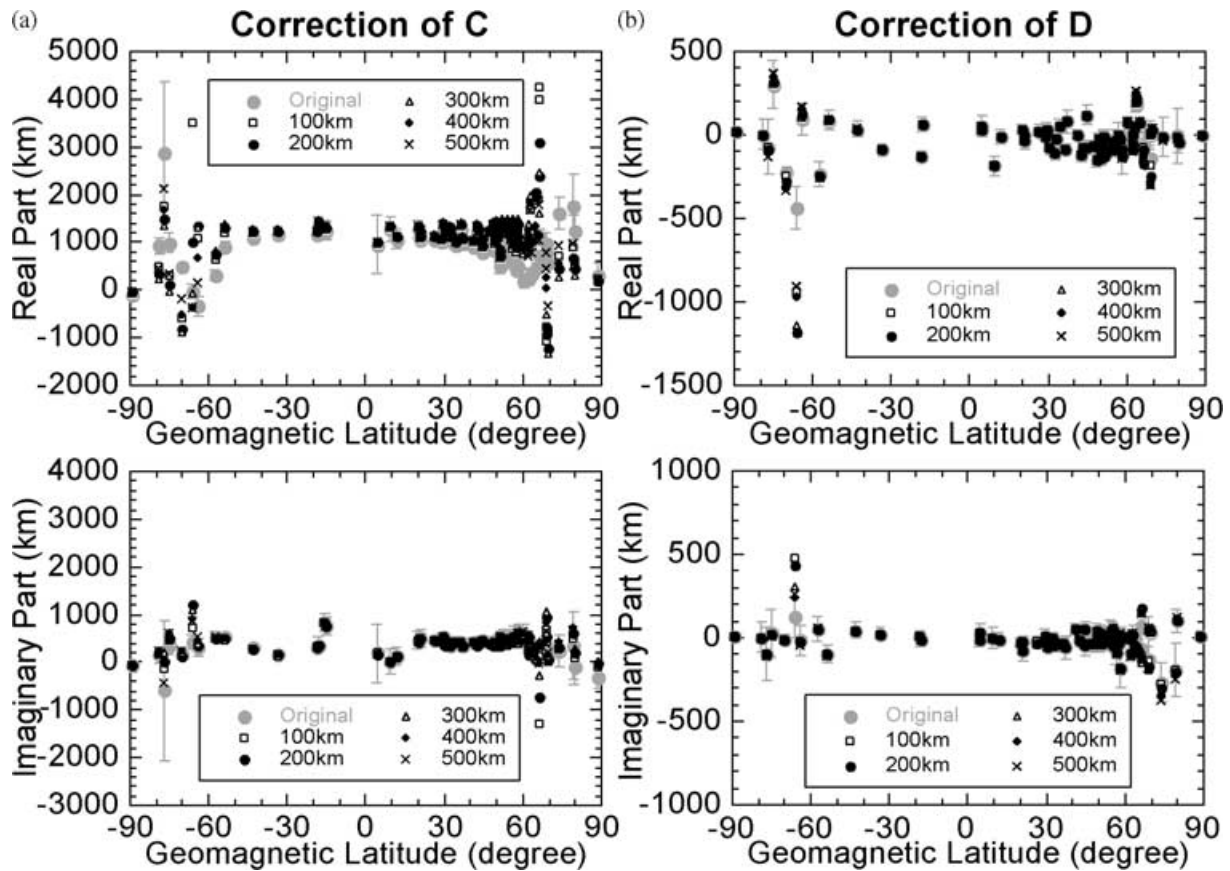 (a)
Correction of C
5000
4000
3000
2000
1000
0
-1000
-2000
Real Part (km)
Original
100km
200km
300km
400km
500km
-90 -60 -30 0 30 60 90
Geomagnetic Latitude (degree)
(b)
Correction of D
500
0
-500
-1000
-1500
Real Part (km)
Original
100km
200km
300km
400km
500km
-90 -60 -30 0 30 60 90
Geomagnetic Latitude (degree)
4000
3000
2000
1000
0
-1000
-2000
-3000
Imaginary Part (km)
Original
100km
200km
300km
400km
500km
-90 -60 -30 0 30 60 90
Geomagnetic Latitude (degree)
1000
500
0
-500
-1000
Imaginary Part (km)
Original
100km
200km
300km
400km
500km
-90 -60 -30 0 30 60 90
Geomagnetic Latitude (degree)